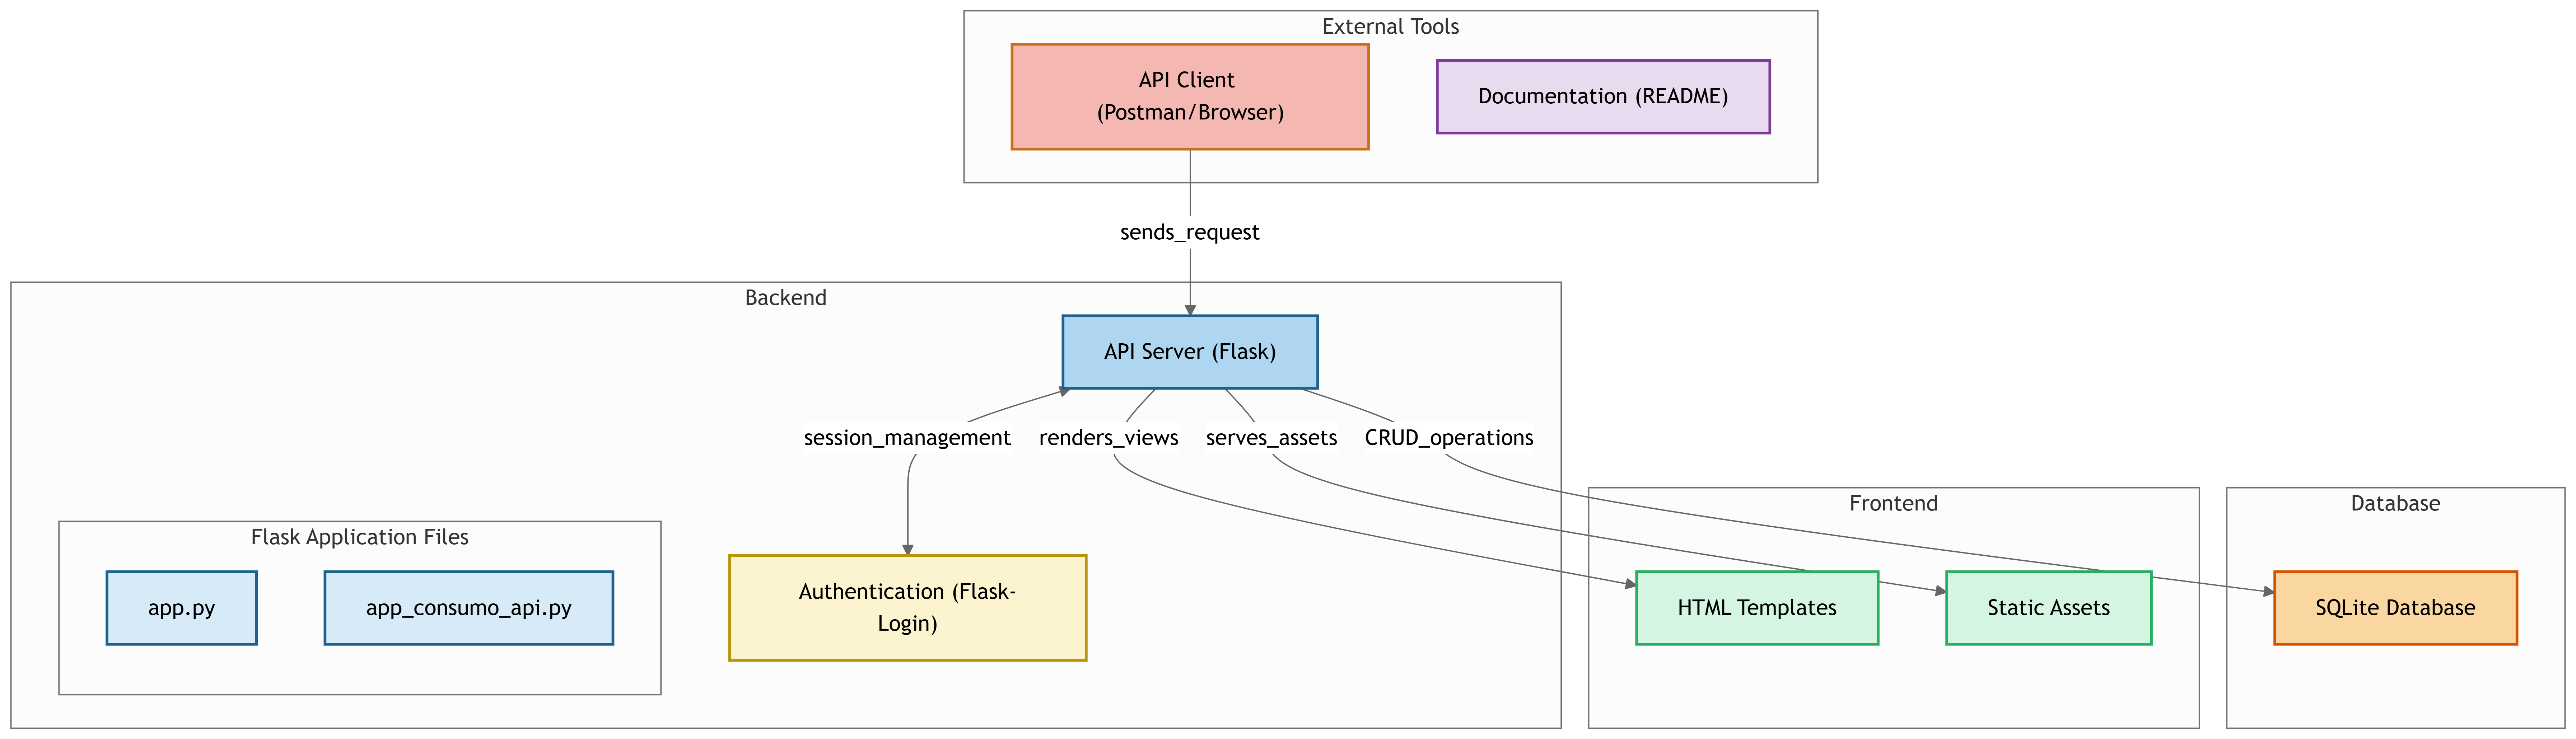 External Tools
API Client
(Postman/Browser)
Documentation (README)
sends_request
Backend
API Server (Flask)
session_management
renders_views
serves_assets
CRUD_operations
Flask Application Files
app.py
app_consumo_api.py
Authentication (Flask-
Login)
Frontend
HTML Templates
Static Assets
Database
SQLite Database